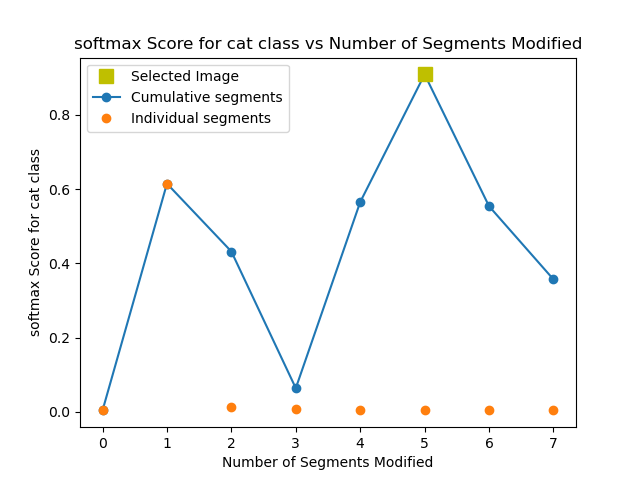 softmax Score for cat class vs Number of Segments Modified
Selected Image
Cumulative segments
Individual segments
softmax Score for cat class
0.8
0.6
0.4
0.2
0.0
0 1 2 3 4 5 6 7
Number of Segments Modified